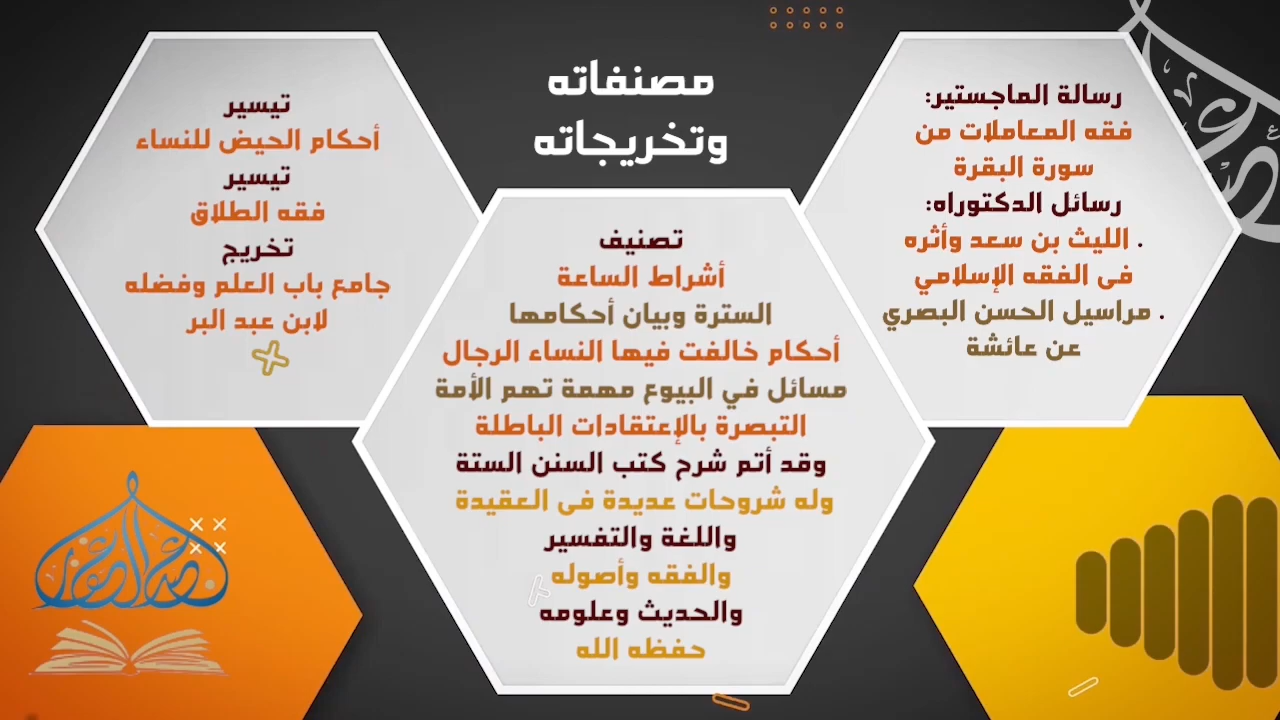 مصنفاته
وتخريجاته
رسالة الماجستير:
فقه المعاملات من
سورة البقرة
رسائل الدكتوراه:
. الليث بن سعد وأثره
فى الفقه الإسلامي
. مراسيل الحسن البصري
عن عائشة
تصنيف
أشراط الساعة
السترة وبيان أحكامها
أحكام خالفت فيها النساء الرجال
مسائل في البيوع مهمة تهم الأمة
التبصرة بالإعتقادات الباطلة
وقد أتم شرح كتب السنن الستة
وله شروحات عديدة فى العقيدة
واللغة والتفسير
والفقه وأصوله
والحديث وعلومه
حفظه الله
تيسير
أحكام الحيض للنساء
تيسير
فقه الطلاق
تخريج
جامع باب العلم وفضله
لابن عبد البر